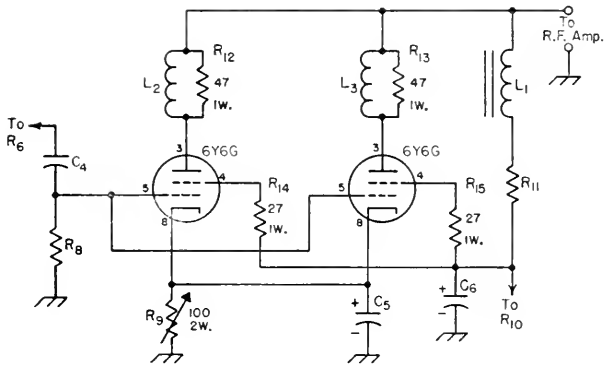 To
R.F. Amp.
R12
L2
47
1W.
R13
L3
47
1W.
L1
To
R6
C4
3
6Y6G
5
4
8
R14
27
1W.
3
6Y6G
5
4
8
R15
27
1W.
R11
R8
R9
100
2W.
+
C5
-
+
C6
-
To
R10